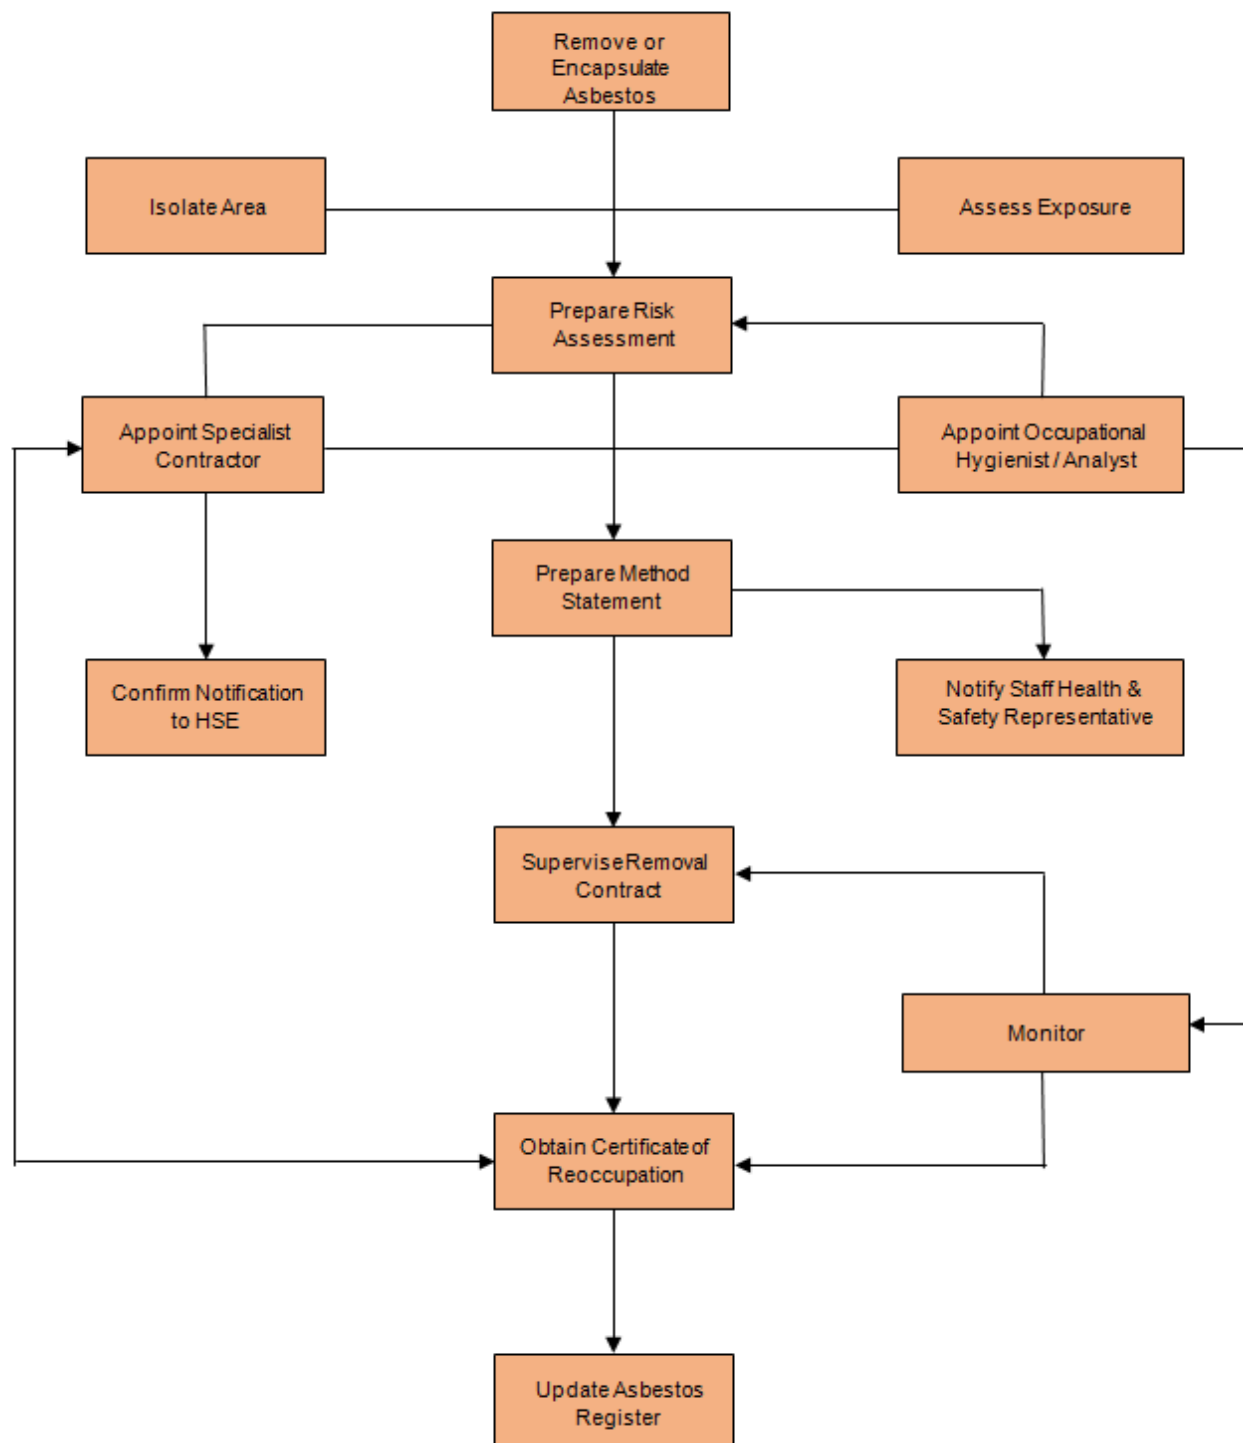 Remove or
Encapsulate
Asbestos
Isolate Area
Assess Exposure
Prepare Risk
Assessment
Appoint Specialist
Contractor
Appoint Occupational
Hygienist / Analyst
Prepare Method
Statement
Confirm Notification
to HSE
Notify Staff Health &
Safety Representative
Supervise Removal
Contract
Monitor
Obtain Certificate of
Reoccupation
Update Asbestos
Register